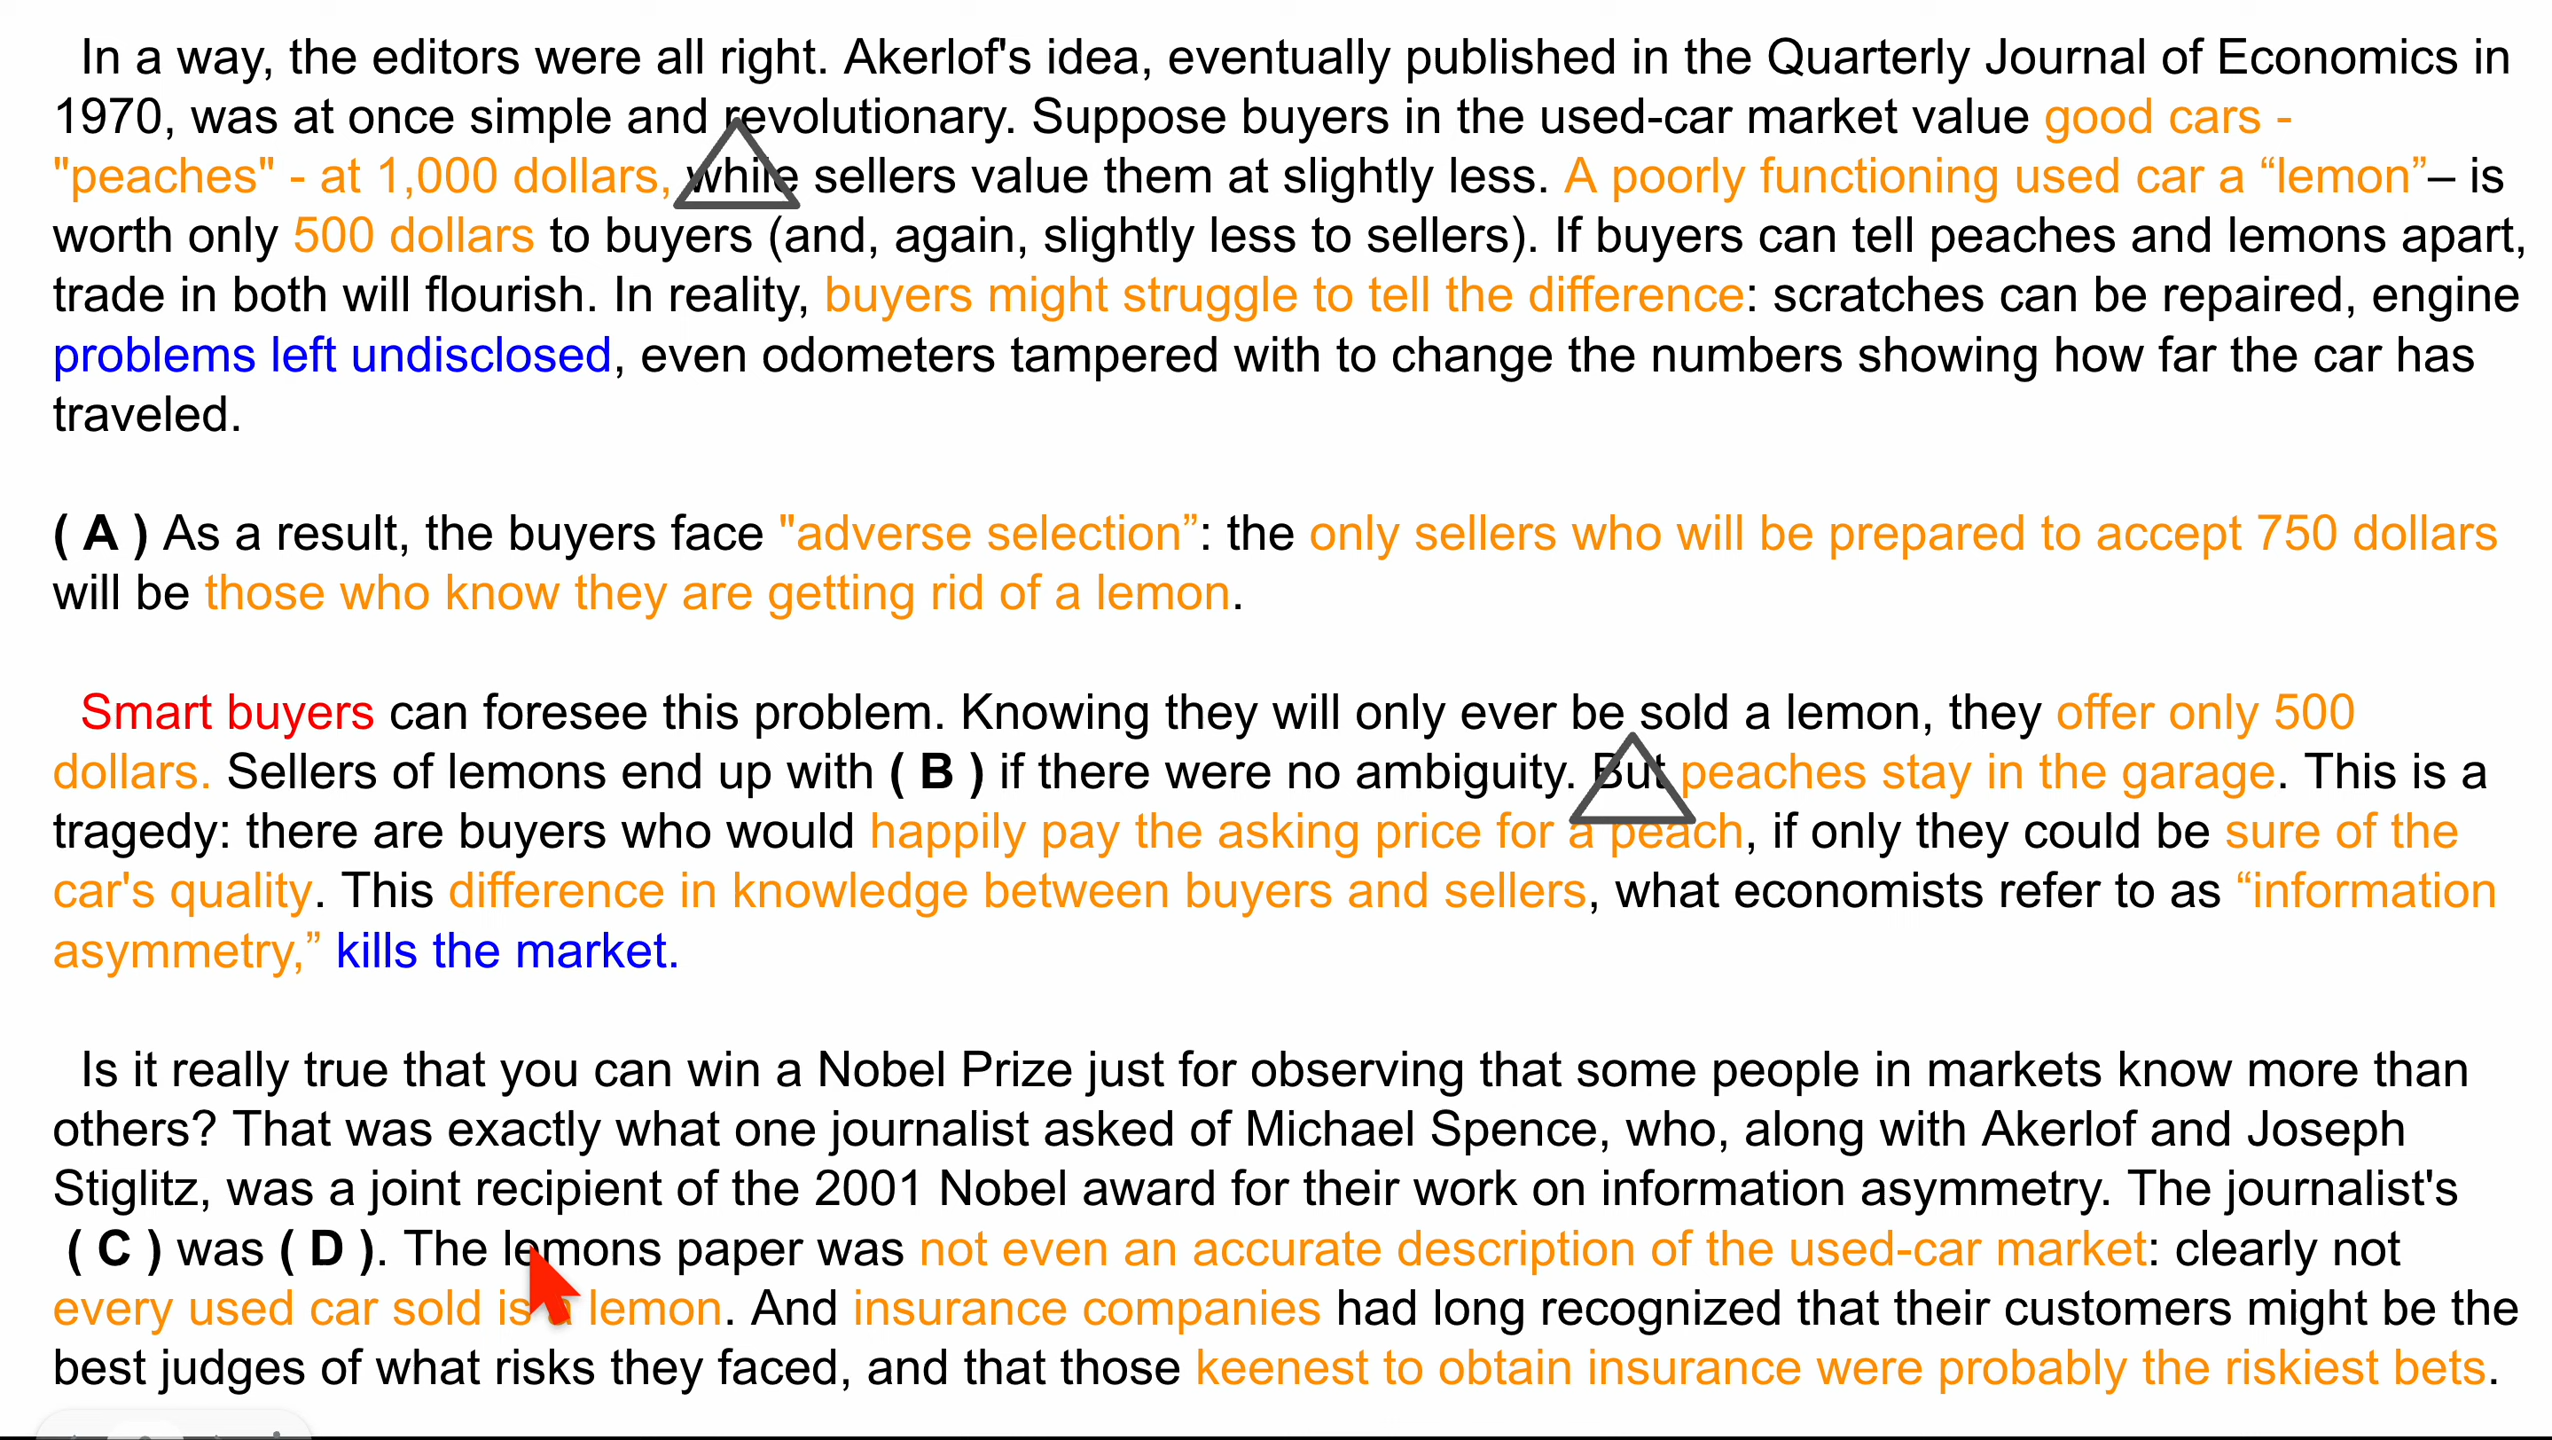 In a way, the editors were all right. Akerlof's idea, eventually published in the Quarterly Journal of Economics in
1970, was at once simple and revolutionary. Suppose buyers in the used-car market value good cars -
"peaches" - at 1,000 dollars, while sellers value them at slightly less. A poorly functioning used car a “lemon”– is
worth only 500 dollars to buyers (and, again, slightly less to sellers). If buyers can tell peaches and lemons apart,
trade in both will flourish. In reality, buyers might struggle to tell the difference: scratches can be repaired, engine
problems left undisclosed, even odometers tampered with to change the numbers showing how far the car has
traveled.
( A ) As a result, the buyers face "adverse selection”: the only sellers who will be prepared to accept 750 dollars
will be those who know they are getting rid of a lemon.
Smart buyers can foresee this problem. Knowing they will only ever be sold a lemon, they offer only 500
dollars. Sellers of lemons end up with ( B ) if there were no ambiguity. But peaches stay in the garage. This is a
tragedy: there are buyers who would happily pay the asking price for a peach, if only they could be sure of the
car's quality. This difference in knowledge between buyers and sellers, what economists refer to as “information
asymmetry,” kills the market.
Is it really true that you can win a Nobel Prize just for observing that some people in markets know more than
others? That was exactly what one journalist asked of Michael Spence, who, along with Akerlof and Joseph
Stiglitz, was a joint recipient of the 2001 Nobel award for their work on information asymmetry. The journalist's
( C ) was ( D ). The lemons paper was not even an accurate description of the used-car market: clearly not
every used car sold is a lemon. And insurance companies had long recognized that their customers might be the
best judges of what risks they faced, and that those keenest to obtain insurance were probably the riskiest bets.